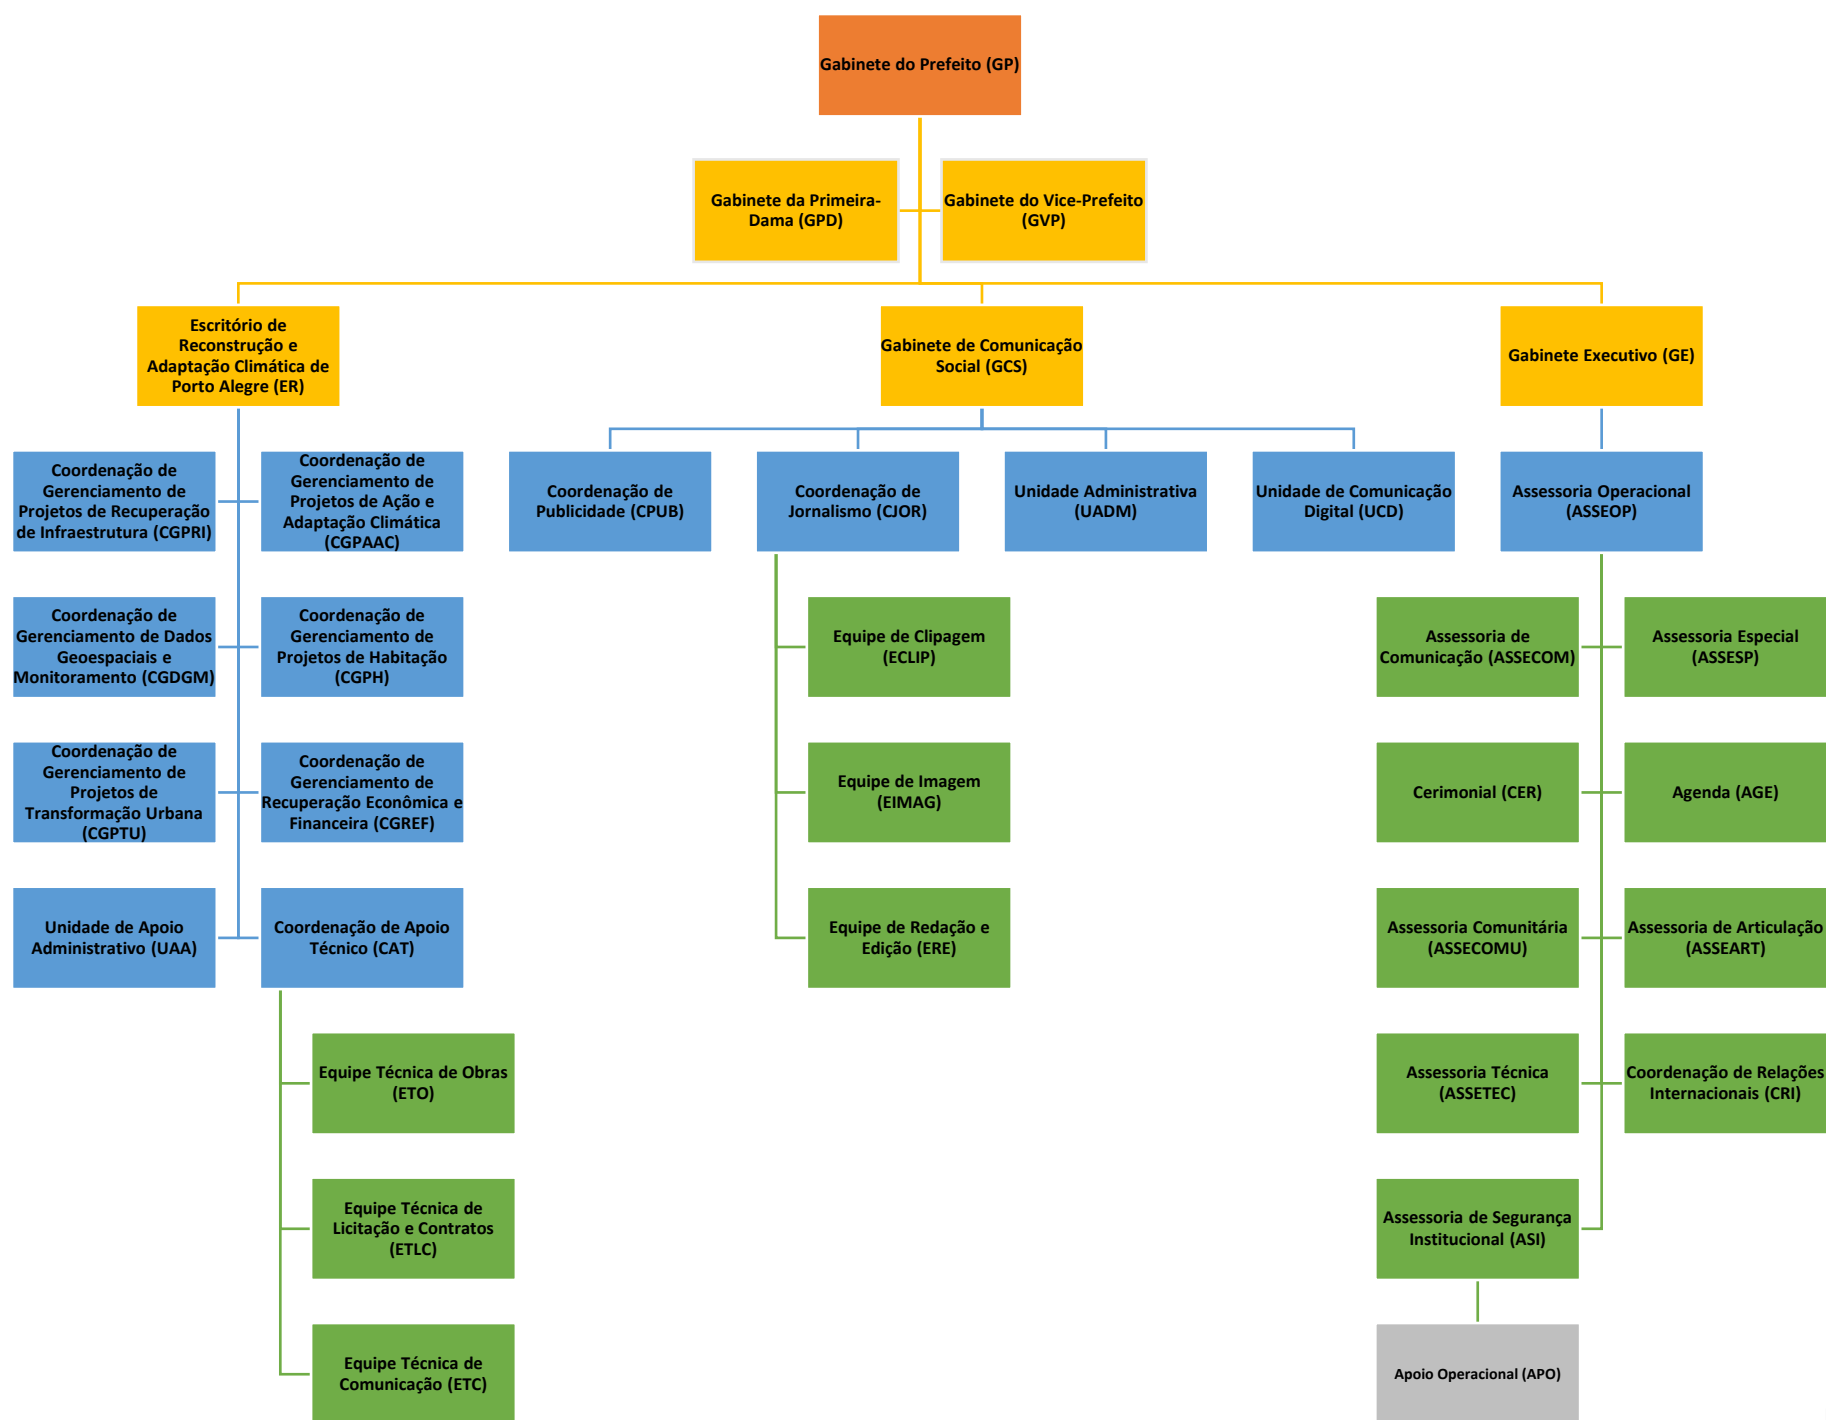 Gabinete do Prefeito (GP)
Gabinete da Primeira-
Dama (GPD)
Gabinete do Vice-Prefeito
(GVP)
Escritório de
Reconstrução e
Adaptação Climática de
Porto Alegre (ER)
Gabinete de Comunicação
Social (GCS)
Gabinete Executivo (GE)
Coordenação de
Gerenciamento de
Projetos de Recuperação
de Infraestrutura (CGPRI)
Coordenação de
Gerenciamento de
Projetos de Ação e
Adaptação Climática
(CGPAAC)
Coordenação de
Publicidade (CPUB)
Coordenação de
Jornalismo (CJOR)
Unidade Administrativa
(UADM)
Unidade de Comunicação
Digital (UCD)
Assessoria Operacional
(ASSEOP)
Coordenação de
Gerenciamento de Dados
Geoespaciais e
Monitoramento (CGDGM)
Coordenação de
Gerenciamento de
Projetos de Habitação
(CGPH)
Equipe de Clipagem
(ECLIP)
Assessoria de
Comunicação (ASSECOM)
Assessoria Especial
(ASSESP)
Coordenação de
Gerenciamento de
Projetos de
Transformação Urbana
(CGPTU)
Coordenação de
Gerenciamento de
Recuperação Econômica e
Financeira (CGREF)
Equipe de Imagem
(EIMAG)
Cerimonial (CER)
Agenda (AGE)
Unidade de Apoio
Administrativo (UAA)
Coordenação de Apoio
Técnico (CAT)
Equipe de Redação e
Edição (ERE)
Assessoria Comunitária
(ASSECOMU)
Assessoria de Articulação
(ASSEART)
Equipe Técnica de Obras
(ETO)
Assessoria Técnica
(ASSETEC)
Coordenação de Relações
Internacionais (CRI)
Equipe Técnica de
Licitação e Contratos
(ETLC)
Assessoria de Segurança
Institucional (ASI)
Equipe Técnica de
Comunicação (ETC)
Apoio Operacional (APO)